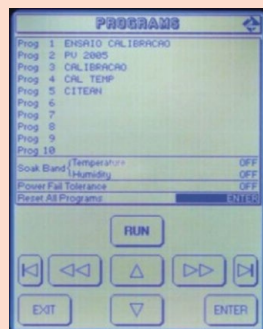 PROGRAMS
Prog 1 ENSAIO CALIBRACAO
Prog 2 PV 2005
Prog 3 CALIBRACAO
Prog 4 CAL TEMP
Prog 5 CITEAN
Prog 6
Prog 7
Prog 8
Prog 9
Prog 10
Soak Band Temperature OFF
Humidity OFF
Power Fail Tolerance OFF
Reset All Programs ENTER
RUN
EXIT ENTER